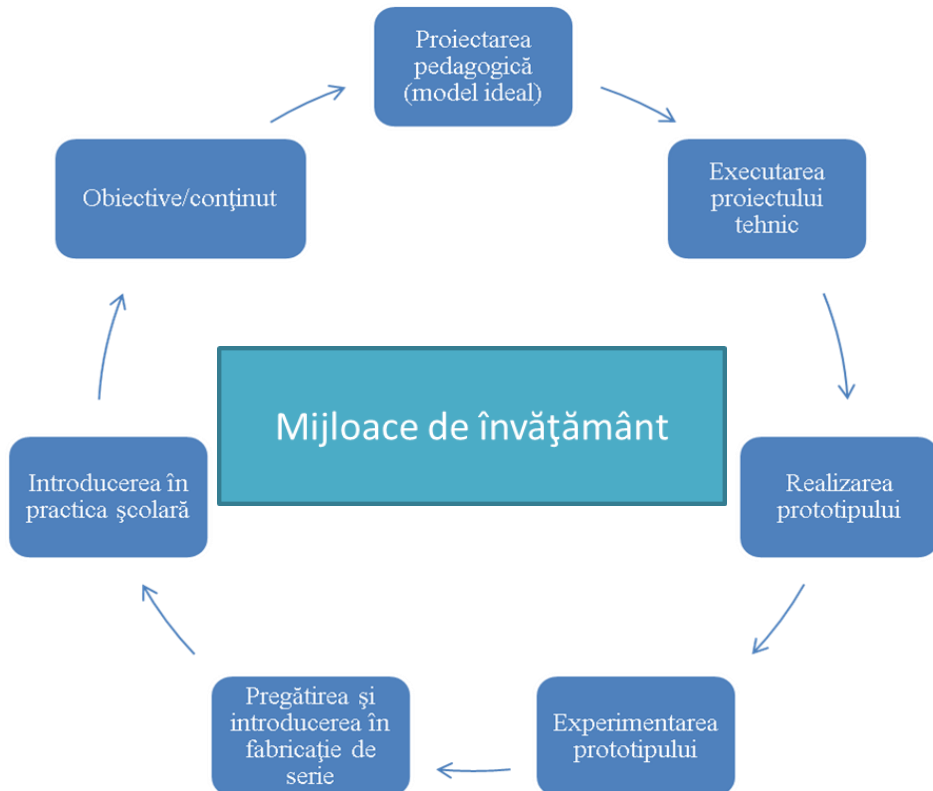 Proiectarea
pedagogică
(model ideal)
Executarea
proiectului
tehnic
Realizarea
prototipului
Experimentarea
prototipului
Pregătirea şi
introducerea în
fabricaţie de
serie
Introducerea în
practica şcolară
Obiective/conţinut
Mijloace de învăţământ